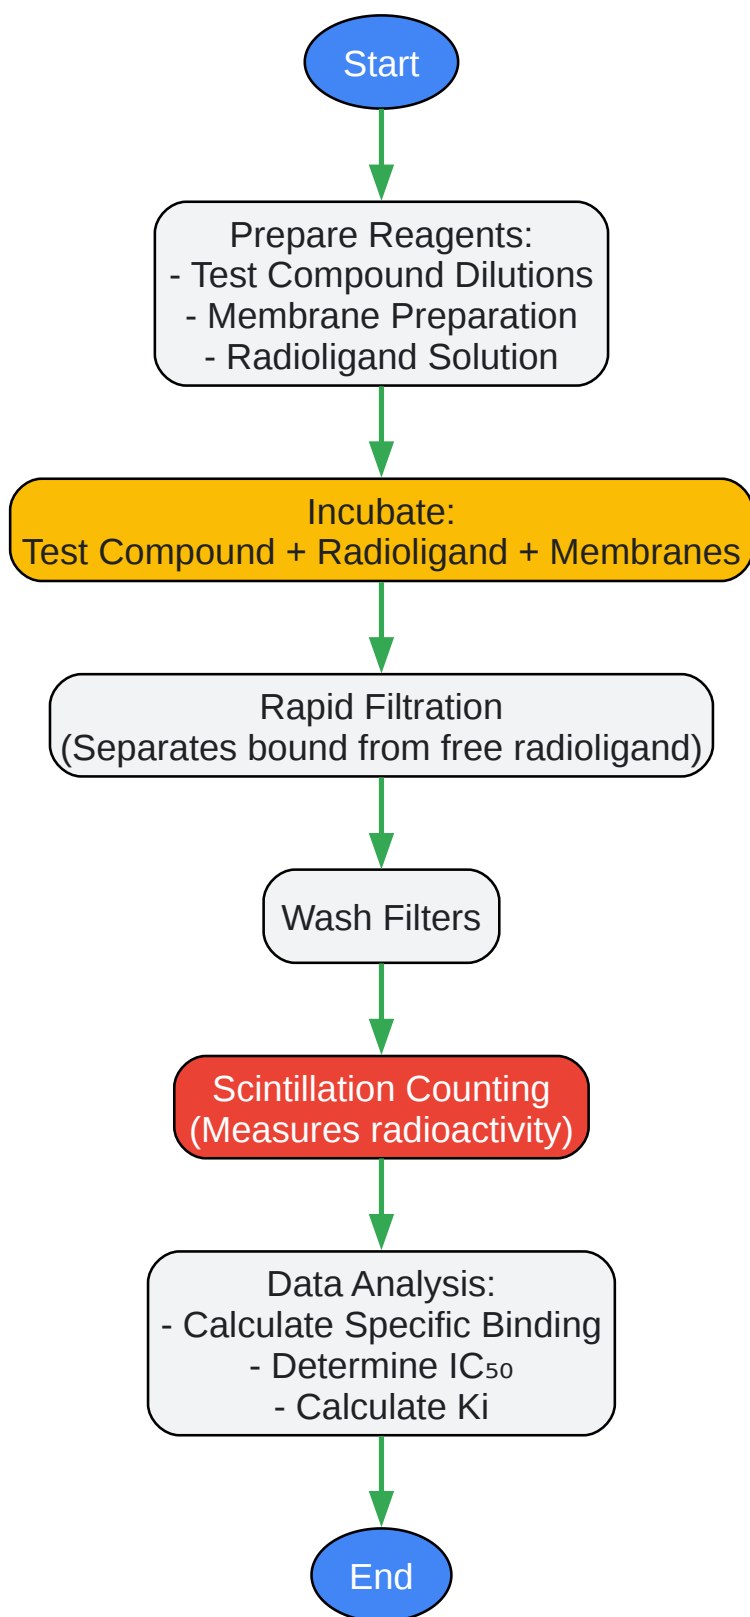 Start
Prepare Reagents:
- Test Compound Dilutions
- Membrane Preparation
- Radioligand Solution
Incubate:
Test Compound + Radioligand + Membranes
Rapid Filtration
(Separates bound from free radioligand)
Wash Filters
Scintillation Counting
(Measures radioactivity)
Data Analysis:
- Calculate Specific Binding
- Determine IC₅₀
- Calculate Ki
End